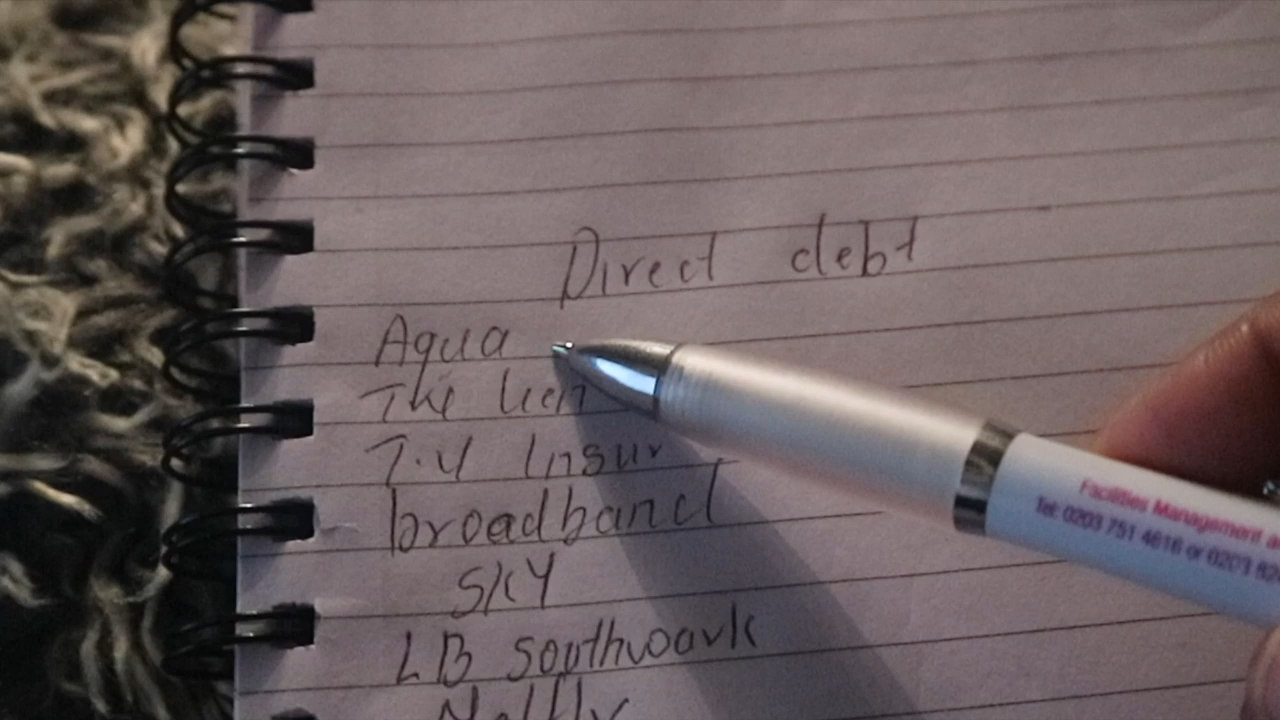 Direct debt
Aqua
The
T.V Insur
broadband
SKY
LB Southwark
Facilities Management
Tel: 0203 751 4616 or 0203